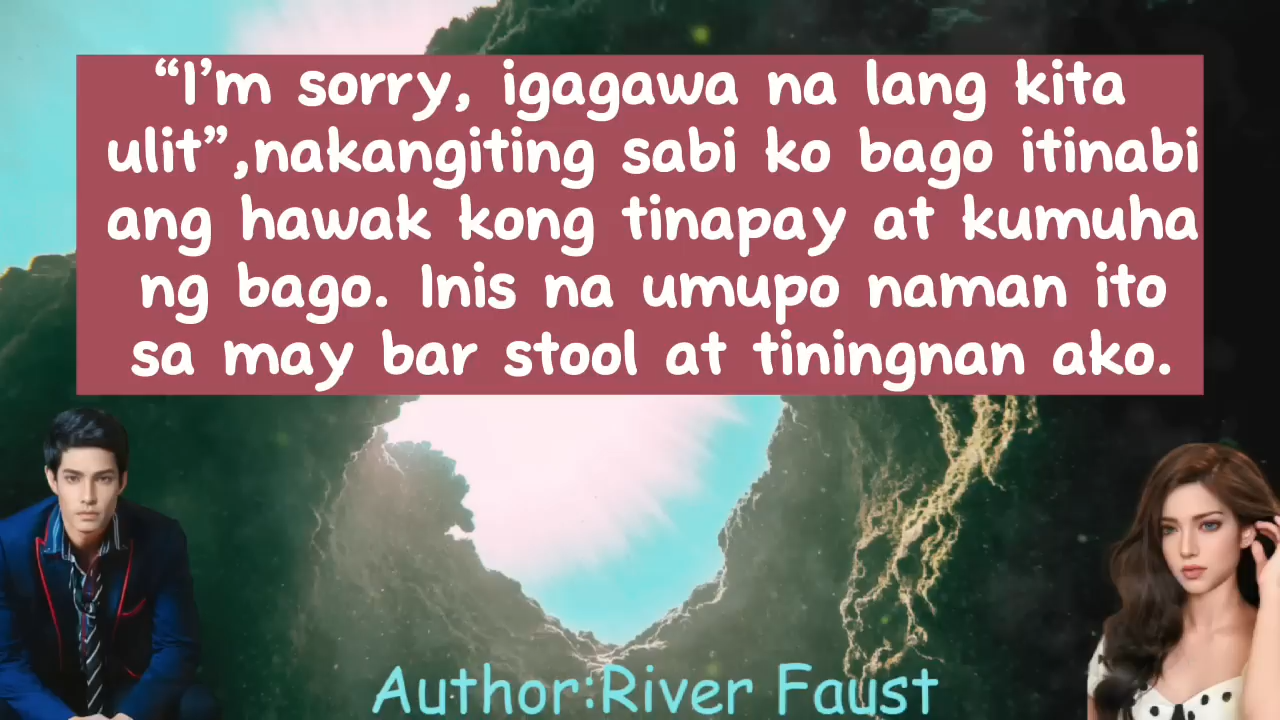 “I’m sorry, igagawa na lang kita
ulit”,nakangiting sabi ko bago itinabi
ang hawak kong tinapay at kumuha
ng bago. Inis na umupo naman ito
sa may bar stool at tiningnan ako.
Author:River Faust